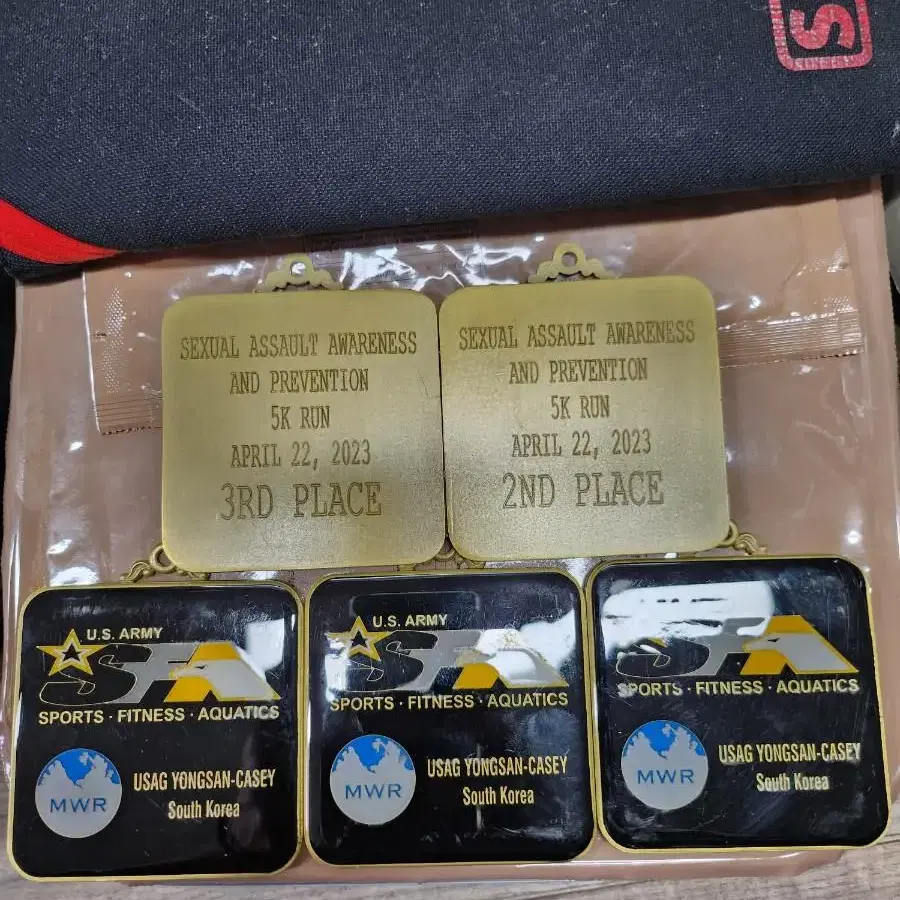 S
SEXUAL ASSAULT AWARENESS
AND PREVENTION
5K RUN
APRIL 22, 2023
3RD PLACE
SEXUAL ASSAULT AWARENESS
AND PREVENTION
5K RUN
APRIL 22, 2023
2ND PLACE
U.S. ARMY
SFA
SPORTS · FITNESS · AQUATICS
MWR
USAG YONGSAN-CASEY
South Korea
U.S. ARMY
SFA
SPORTS · FITNESS · AQUATICS
MWR
USAG YONGSAN-CASEY
South Korea
SFA
SPORTS · FITNESS · AQUATICS
MWR
USAG YONGSAN-CASEY
South Korea